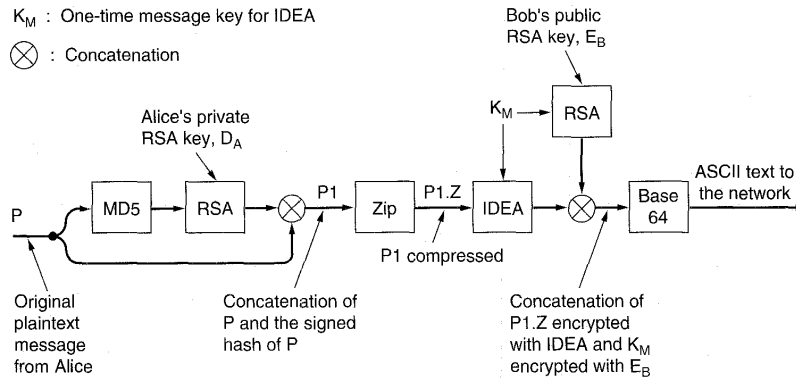 K_M : One-time message key for IDEA
⊗ : Concatenation
Bob's public
RSA key, E_B
Alice's private
RSA key, D_A
K_M
RSA
ASCII text to
the network
P
MD5
RSA
P1
Zip
P1.Z
IDEA
Base
64
P1 compressed
Original
plaintext
message
from Alice
Concatenation of
P and the signed
hash of P
Concatenation of
P1.Z encrypted
with IDEA and K_M
encrypted with E_B